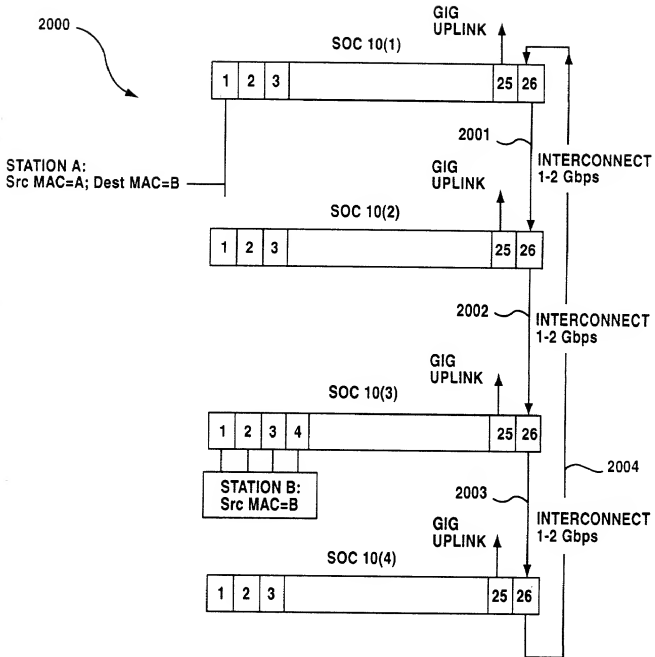 2000
GIG
UPLINK
SOC 10(1)
1 2 3 25 26
2001
INTERCONNECT
1-2 Gbps
STATION A:
Src MAC=A; Dest MAC=B
GIG
UPLINK
SOC 10(2)
1 2 3 25 26
2002
INTERCONNECT
1-2 Gbps
GIG
UPLINK
SOC 10(3)
1 2 3 4 25 26
2004
STATION B:
Src MAC=B
2003
INTERCONNECT
1-2 Gbps
GIG
UPLINK
SOC 10(4)
1 2 3 25 26